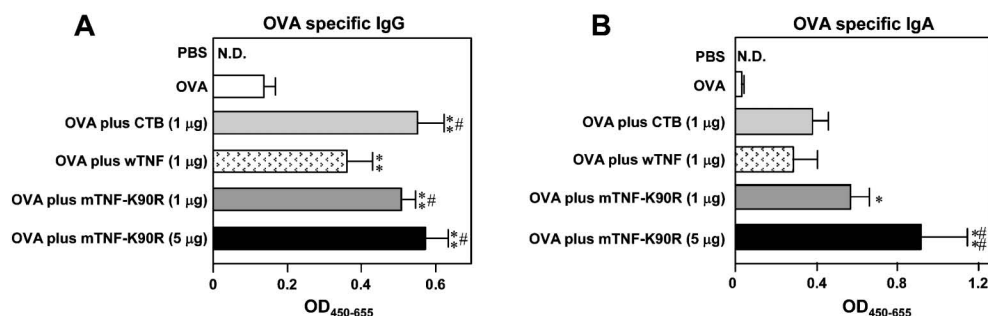 A
OVA specific IgG
PBS
N.D.
OVA
OVA plus CTB (1 μg)
**#
OVA plus wTNF (1 μg)
**
OVA plus mTNF-K90R (1 μg)
**#
OVA plus mTNF-K90R (5 μg)
**#
0
0.2
0.4
0.6
OD450-655
B
OVA specific IgA
PBS
N.D.
OVA
OVA plus CTB (1 μg)
OVA plus wTNF (1 μg)
OVA plus mTNF-K90R (1 μg)
*
OVA plus mTNF-K90R (5 μg)
*#
*#
0
0.4
0.8
1.2
OD450-655